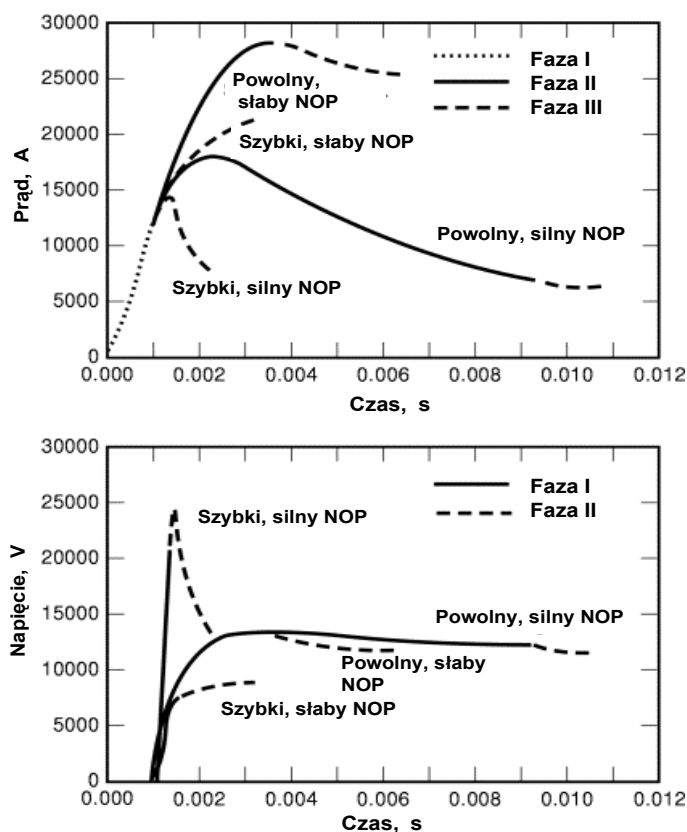 30000
25000
20000
15000
10000
5000
0
Prąd, A
Faza I
Faza II
Faza III
Powolny,
słaby NOP
Szybki, słaby NOP
Powolny, silny NOP
Szybki, silny NOP
0.000 0.002 0.004 0.006 0.008 0.010 0.012
Czas, s
30000
25000
20000
15000
10000
5000
0
Napięcie, V
Faza I
Faza II
Szybki, silny NOP
Powolny, silny NOP
Powolny, słaby
NOP
Szybki, słaby NOP
0.000 0.002 0.004 0.006 0.008 0.010 0.012
Czas, s